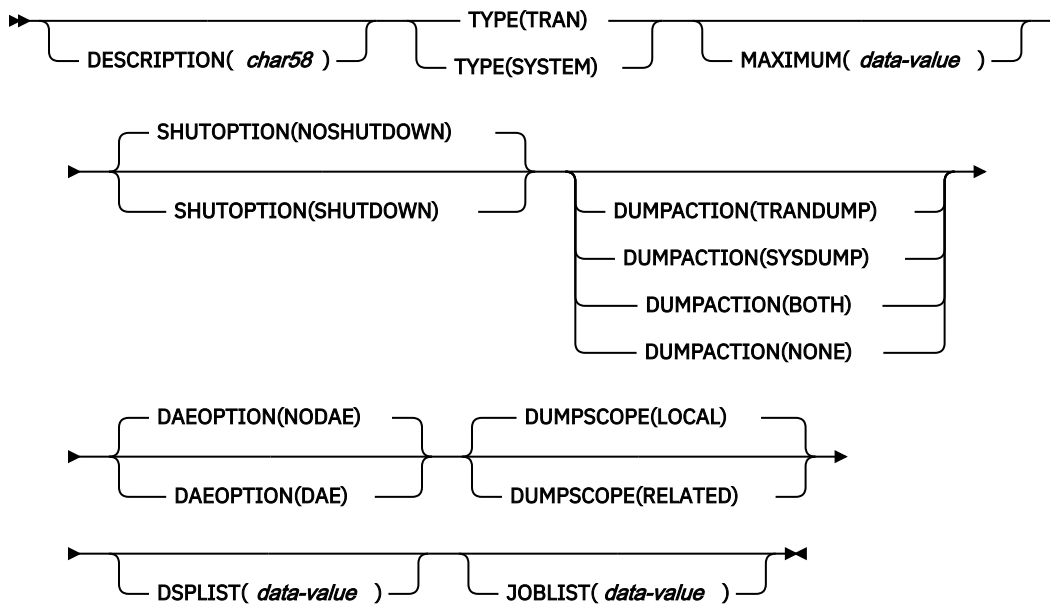 TYPE(TRAN)
DESCRIPTION( char58 )
TYPE(SYSTEM)
MAXIMUM( data-value )
SHUTOPTION(NOSHUTDOWN)
SHUTOPTION(SHUTDOWN)
DUMPACTION(TRANDUMP)
DUMPACTION(SYSDUMP)
DUMPACTION(BOTH)
DUMPACTION(NONE)
DAEOPTION(NODAE)
DUMPSCOPE(LOCAL)
DAEOPTION(DAE)
DUMPSCOPE(RELATED)
DSPLIST( data-value )
JOBLIST( data-value )